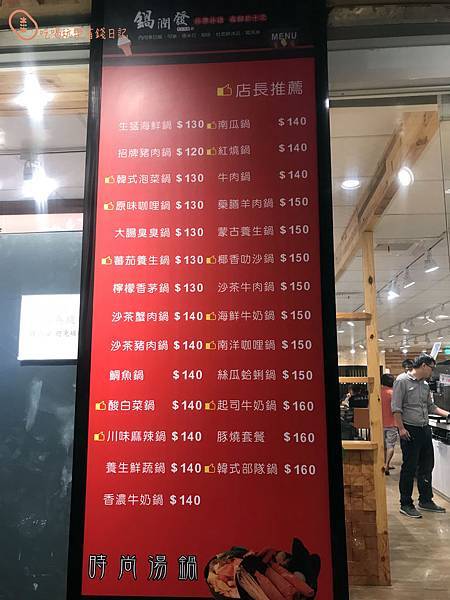 鍋潤發
MENU
店長推薦
生猛海鮮鍋 $130
招牌豬肉鍋 $120
韓式泡菜鍋 $130
原味咖哩鍋 $130
大腸臭臭鍋 $130
蕃茄養生鍋 $130
檸檬香茅鍋 $130
沙茶蟹肉鍋 $140
沙茶豬肉鍋 $140
鯛魚鍋 $140
酸白菜鍋 $140
川味麻辣鍋 $140
養生鮮蔬鍋 $140
香濃牛奶鍋 $140
南瓜鍋 $140
紅燒鍋 $140
牛肉鍋 $140
藥膳羊肉鍋 $150
蒙古養生鍋 $150
椰香叻沙鍋 $150
沙茶牛肉鍋 $150
海鮮牛奶鍋 $150
南洋咖哩鍋 $150
絲瓜蛤蜊鍋 $150
起司牛奶鍋 $160
豚燒套餐 $160
韓式部隊鍋 $160
時尚湯鍋